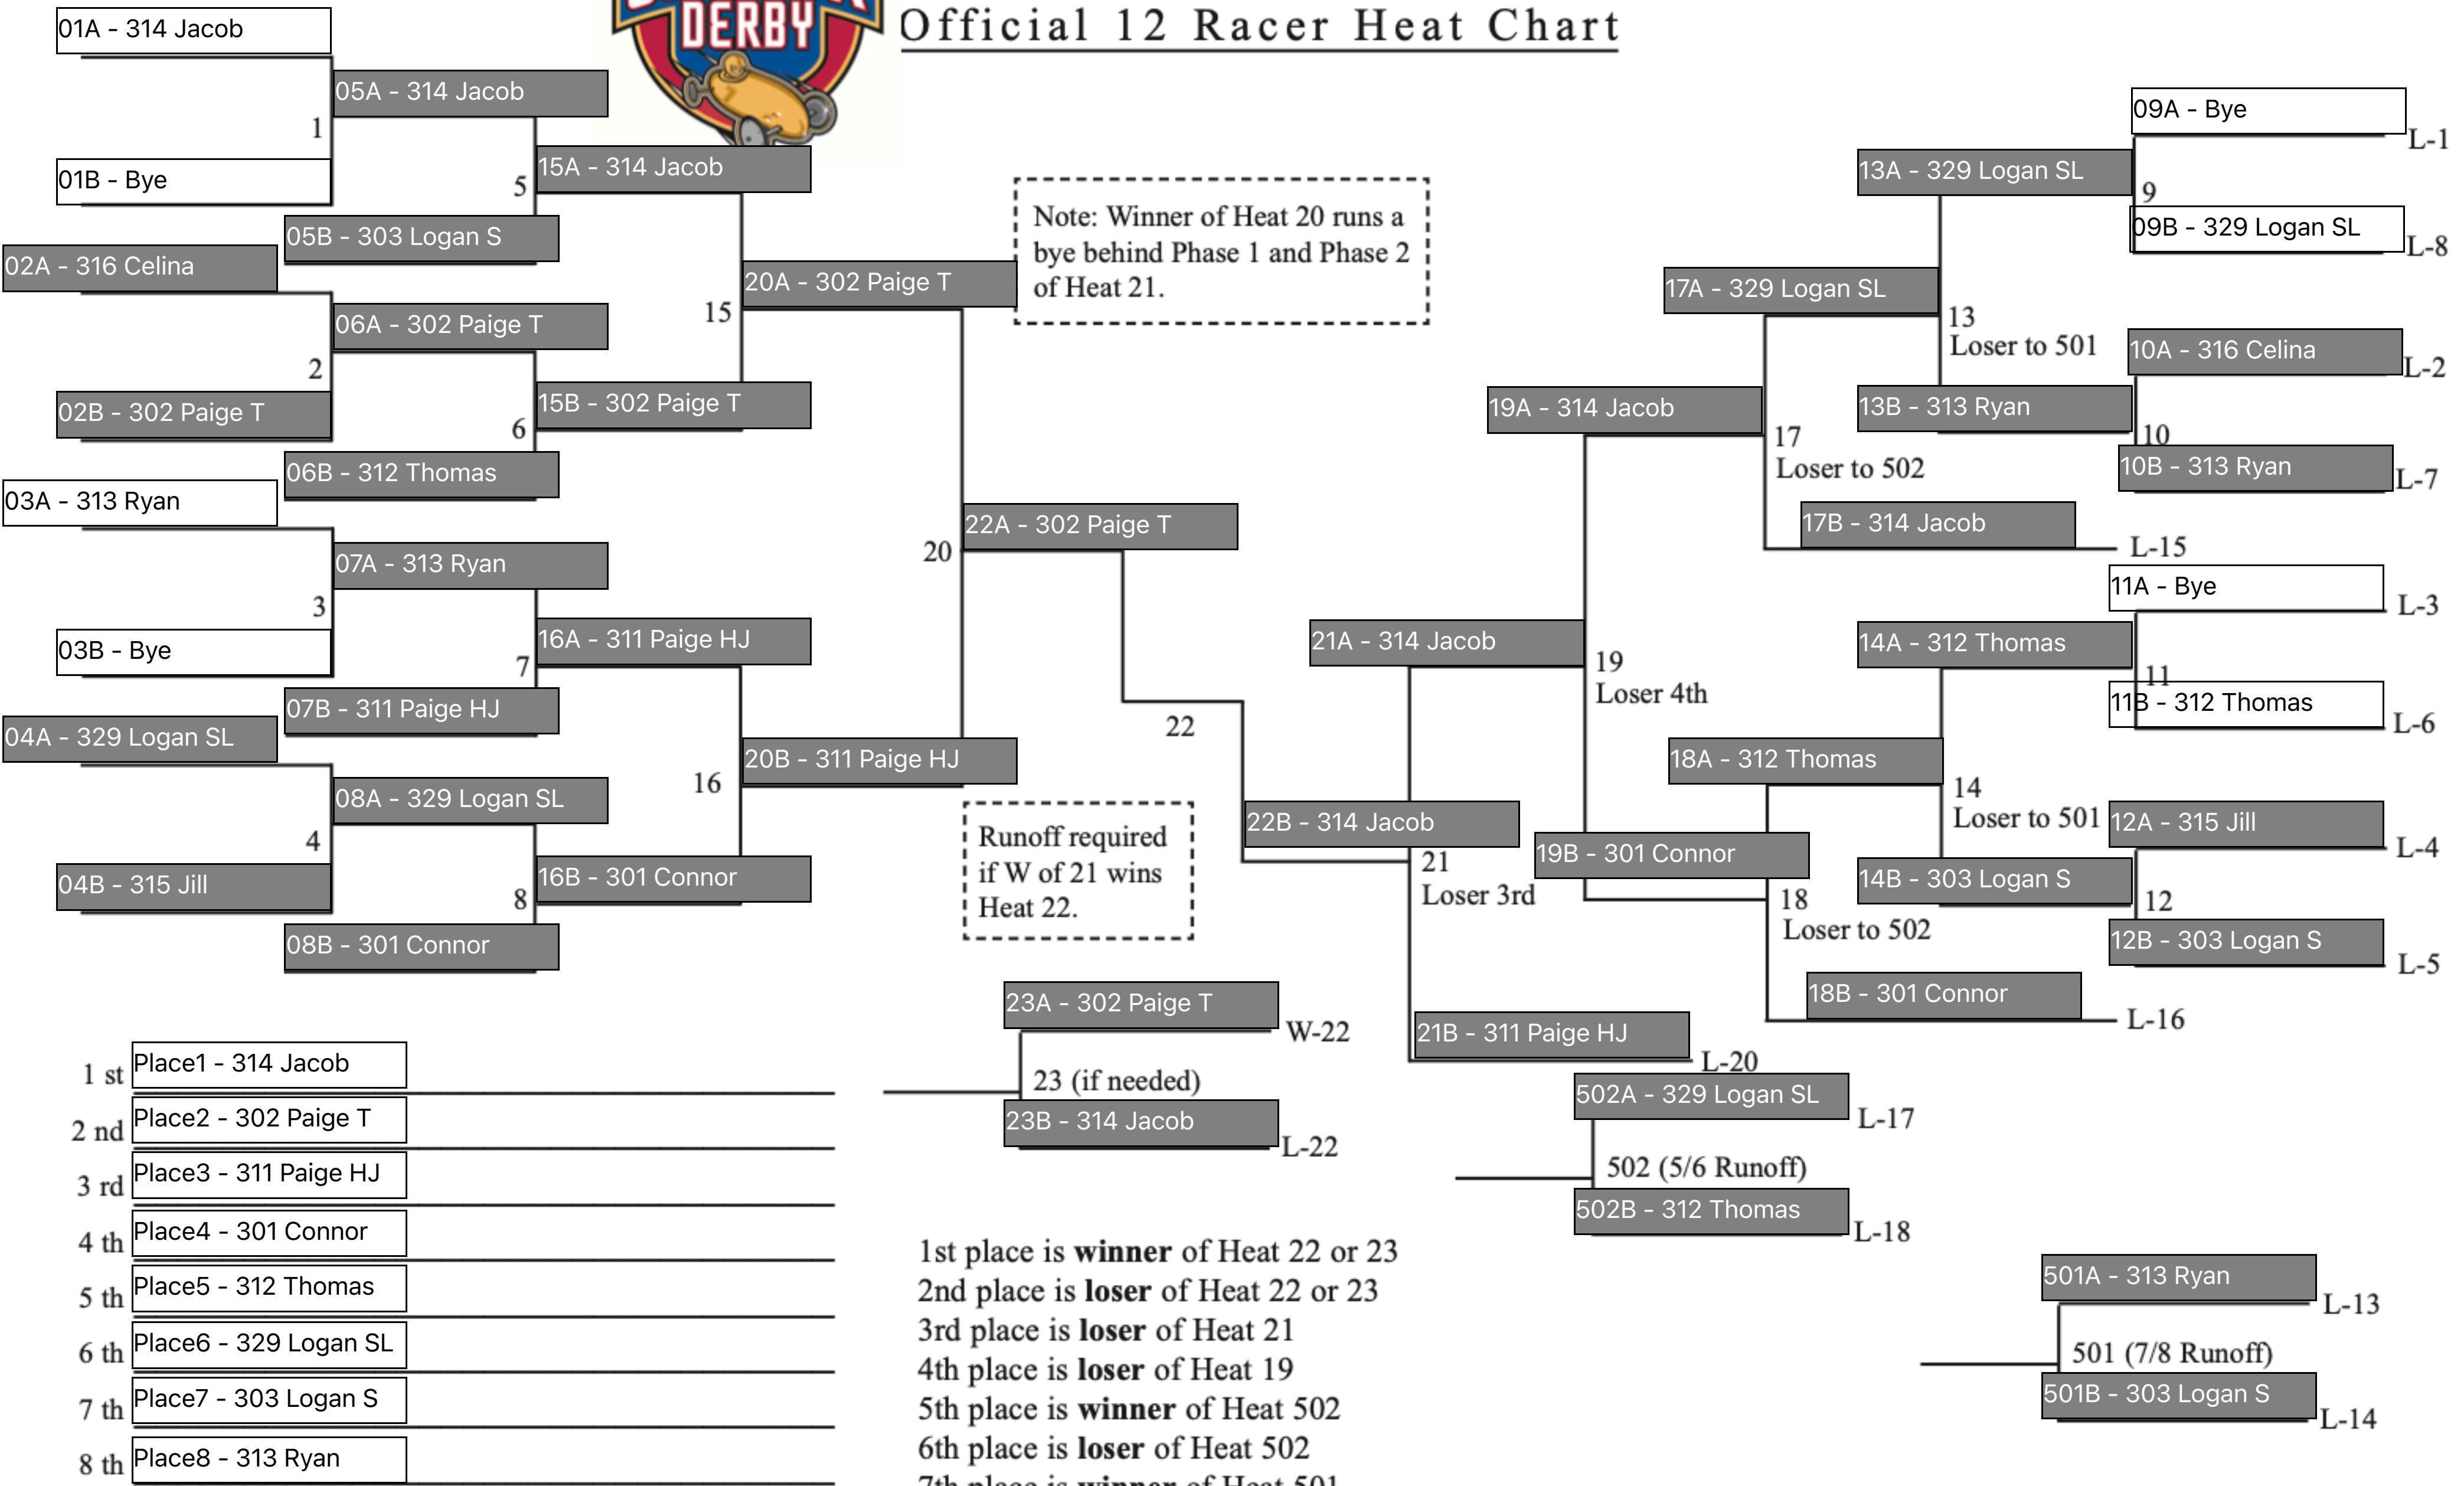 DERBY
Official 12 Racer Heat Chart
01A - 314 Jacob
05A - 314 Jacob
1
01B - Bye
15A - 314 Jacob
5
05B - 303 Logan S
02A - 316 Celina
20A - 302 Paige T
15
06A - 302 Paige T
2
02B - 302 Paige T
15B - 302 Paige T
6
06B - 312 Thomas
03A - 313 Ryan
22A - 302 Paige T
20
07A - 313 Ryan
3
03B - Bye
16A - 311 Paige HJ
7
07B - 311 Paige HJ
04A - 329 Logan SL
20B - 311 Paige HJ
16
08A - 329 Logan SL
4
04B - 315 Jill
16B - 301 Connor
8
08B - 301 Connor
Note: Winner of Heat 20 runs a
bye behind Phase 1 and Phase 2
of Heat 21.
22
Runoff required
if W of 21 wins
Heat 22.
09A - Bye
L-1
13A - 329 Logan SL
9
09B - 329 Logan SL
L-8
17A - 329 Logan SL
13
Loser to 501
10A - 316 Celina
L-2
19A - 314 Jacob
13B - 313 Ryan
10
17
Loser to 502
10B - 313 Ryan
L-7
17B - 314 Jacob
L-15
11A - Bye
L-3
21A - 314 Jacob
14A - 312 Thomas
19
Loser 4th
11
11B - 312 Thomas
L-6
18A - 312 Thomas
14
Loser to 501
12A - 315 Jill
L-4
22B - 314 Jacob
19B - 301 Connor
21
Loser 3rd
14B - 303 Logan S
12
18
Loser to 502
12B - 303 Logan S
L-5
18B - 301 Connor
L-16
23A - 302 Paige T
W-22
21B - 311 Paige HJ
L-20
23 (if needed)
23B - 314 Jacob
L-22
502A - 329 Logan SL
L-17
502 (5/6 Runoff)
502B - 312 Thomas
L-18
501A - 313 Ryan
L-13
501 (7/8 Runoff)
501B - 303 Logan S
L-14
1 st Place1 - 314 Jacob
2 nd Place2 - 302 Paige T
3 rd Place3 - 311 Paige HJ
4 th Place4 - 301 Connor
5 th Place5 - 312 Thomas
6 th Place6 - 329 Logan SL
7 th Place7 - 303 Logan S
8 th Place8 - 313 Ryan
1st place is winner of Heat 22 or 23
2nd place is loser of Heat 22 or 23
3rd place is loser of Heat 21
4th place is loser of Heat 19
5th place is winner of Heat 502
6th place is loser of Heat 502
7th place is winner of Heat 501